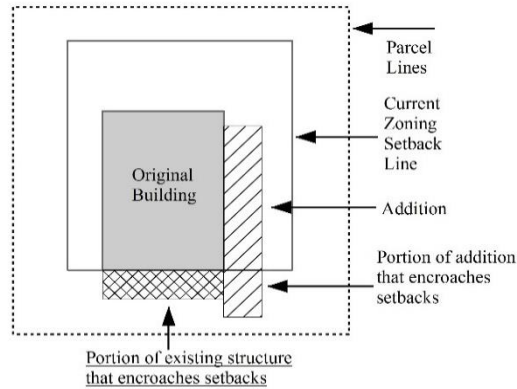 Parcel
Lines
Current
Zoning
Setback
Line
Original
Building
Addition
Portion of addition
that encroaches
setbacks
Portion of existing structure
that encroaches setbacks